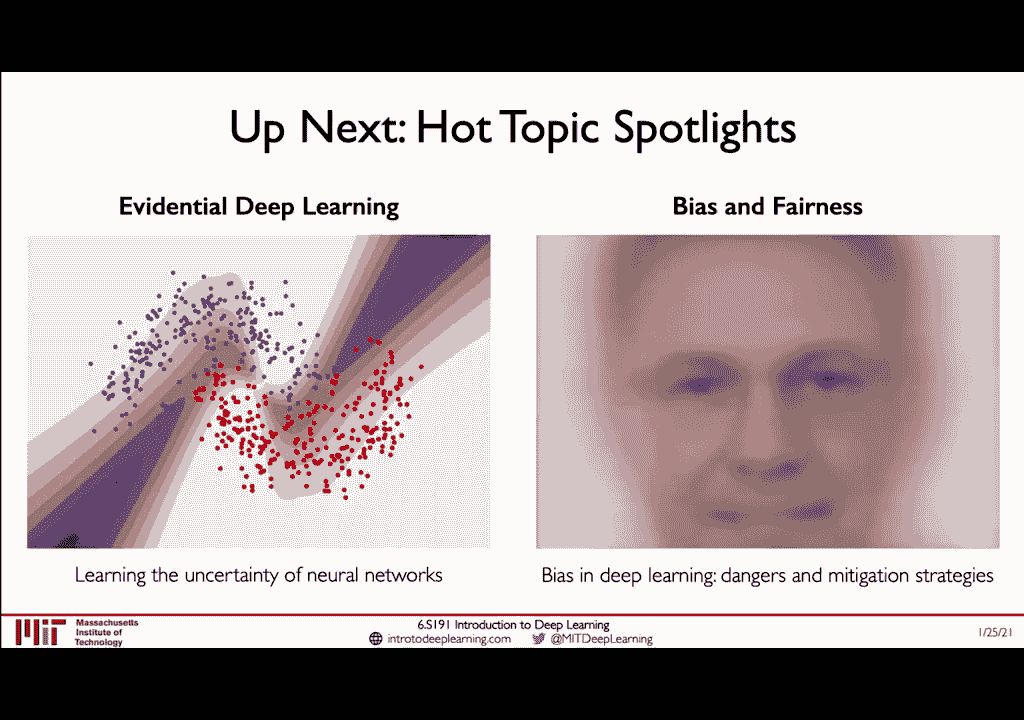 Up Next: Hot Topic Spotlights
Evidential Deep Learning
Bias and Fairness
Learning the uncertainty of neural networks
Bias in deep learning: dangers and mitigation strategies
Massachusetts
Institute of
Technology
6.S191 Introduction to Deep Learning
introtodeeplearning.com
@MITDeepLearning
1/25/21